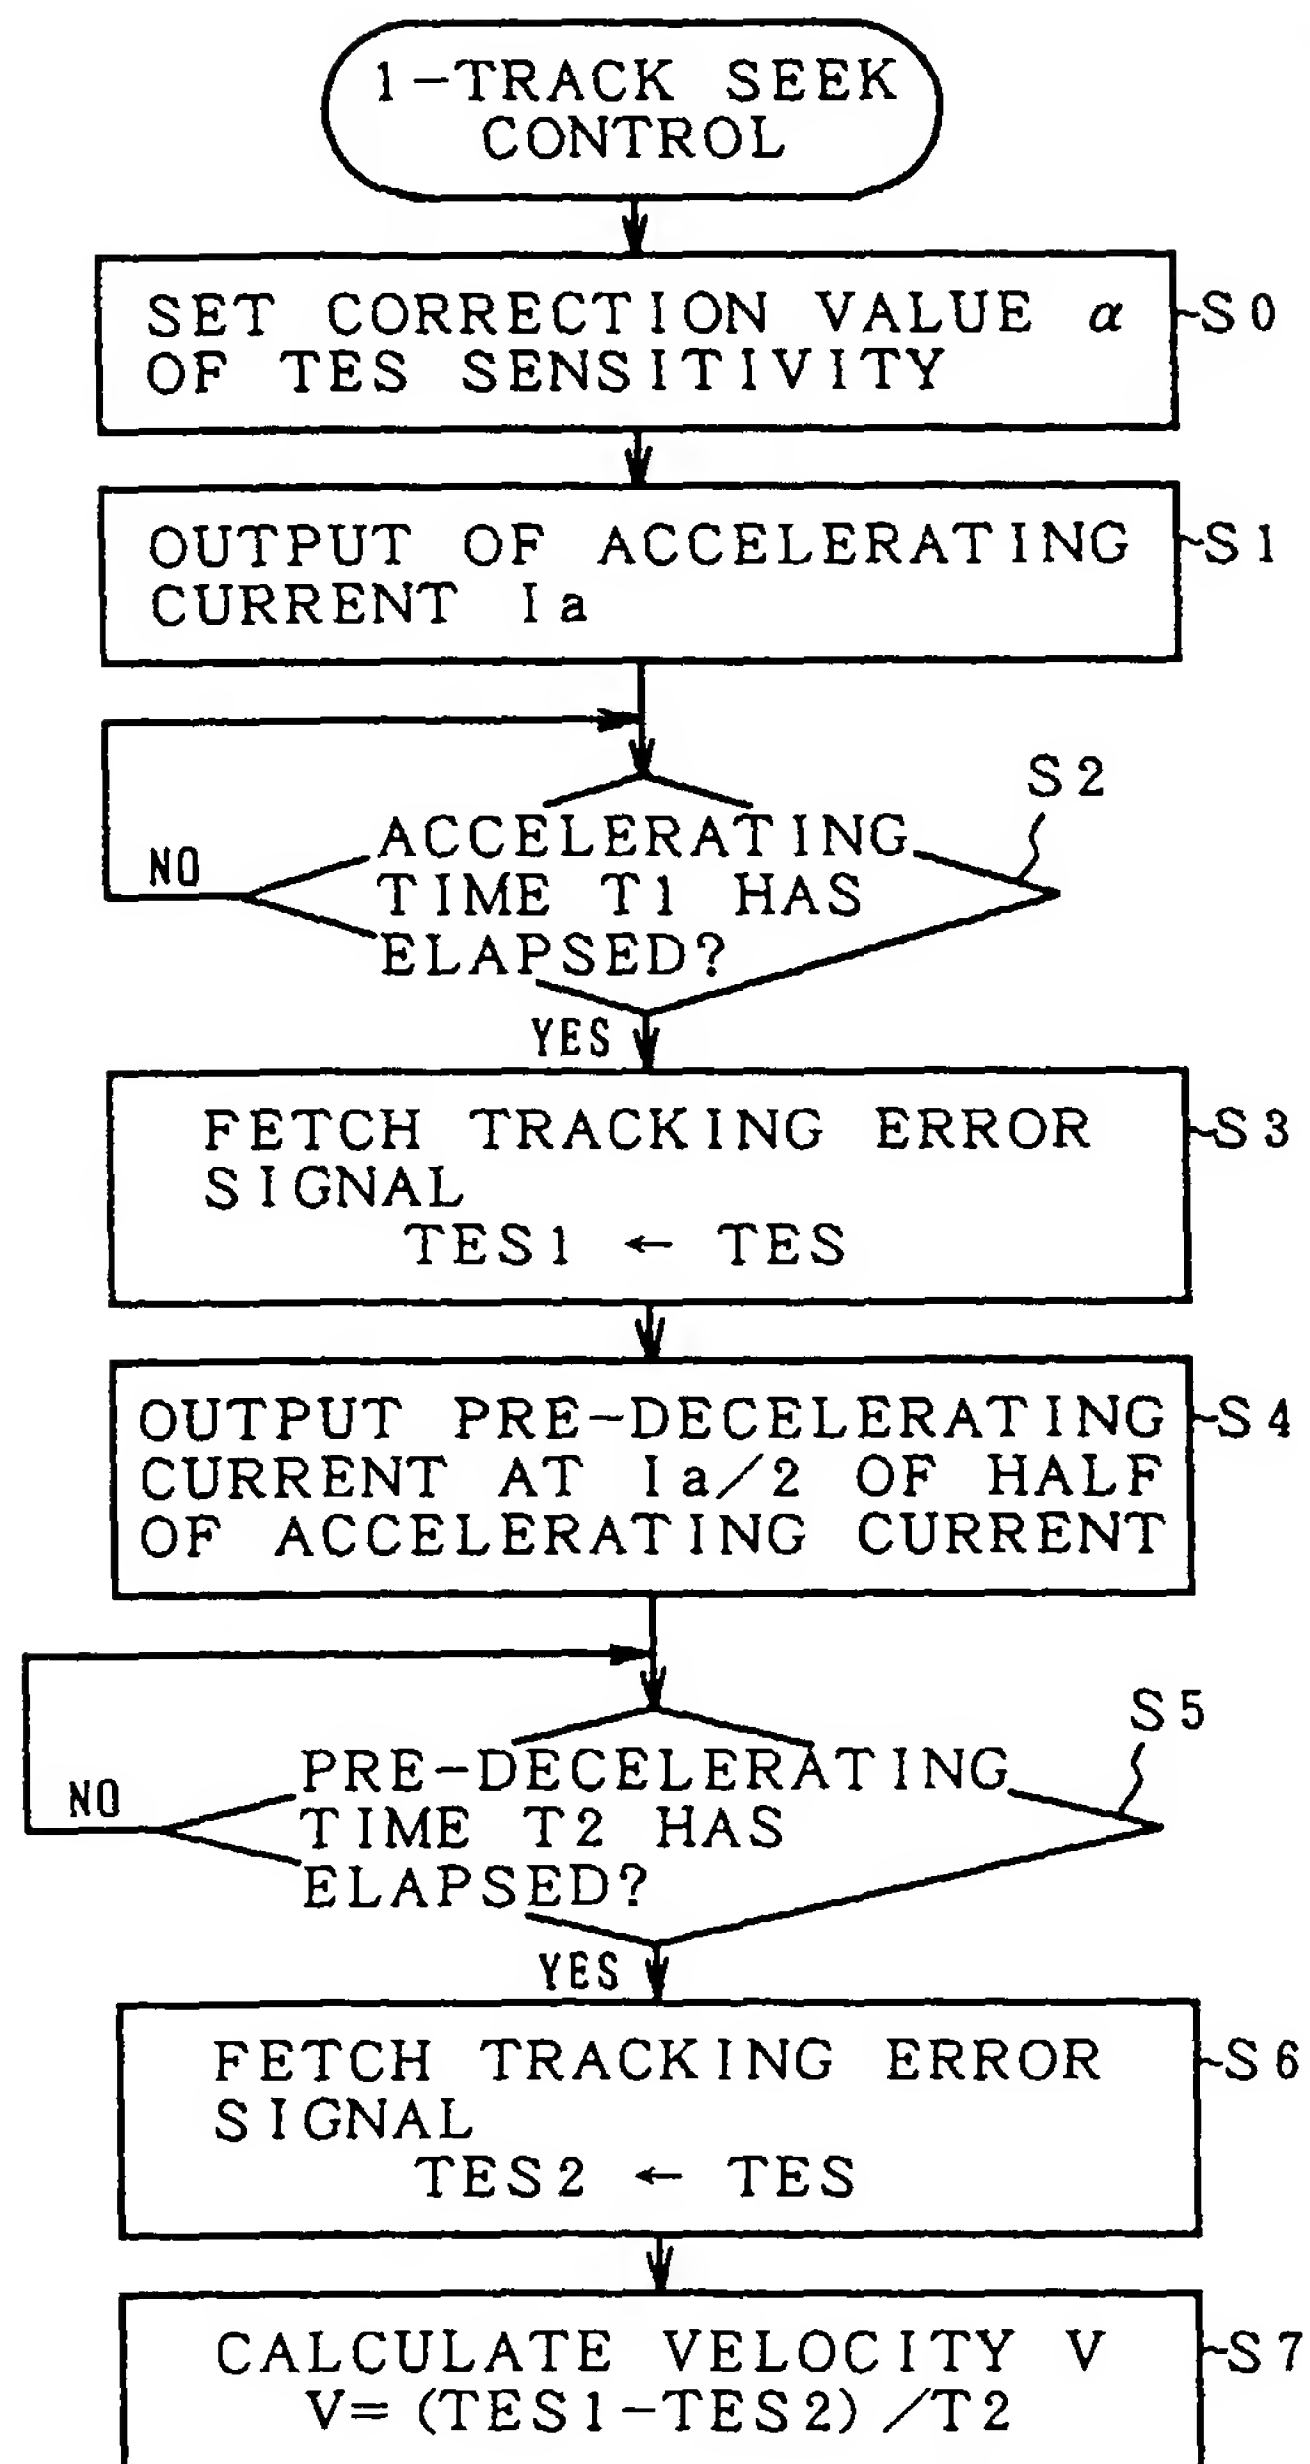 1-TRACK SEEK
CONTROL
SET CORRECTION VALUE α
OF TES SENSITIVITY
S0
OUTPUT OF ACCELERATING
CURRENT Ia
S1
S2
ACCELERATING
TIME T1 HAS
ELAPSED?
NO
YES
FETCH TRACKING ERROR
SIGNAL
TES1 ← TES
S3
OUTPUT PRE-DECELERATING
CURRENT AT Ia/2 OF HALF
OF ACCELERATING CURRENT
S4
S5
PRE-DECELERATING
TIME T2 HAS
ELAPSED?
NO
YES
FETCH TRACKING ERROR
SIGNAL
TES2 ← TES
S6
CALCULATE VELOCITY V
V= (TES1-TES2) /T2
S7